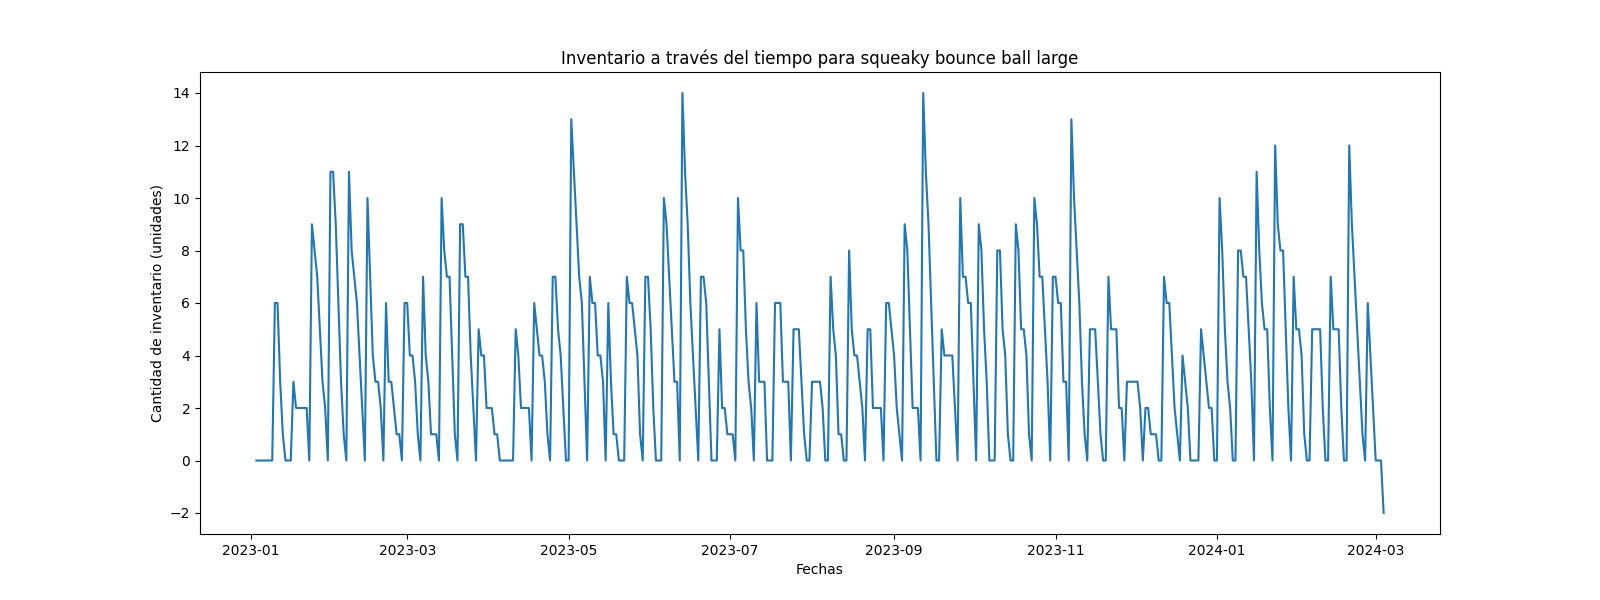 Inventario a través del tiempo para squeaky bounce ball large
Cantidad de inventario (unidades)
14
12
10
8
6
4
2
0
−2
2023-01 2023-03 2023-05 2023-07 2023-09 2023-11 2024-01 2024-03
Fechas